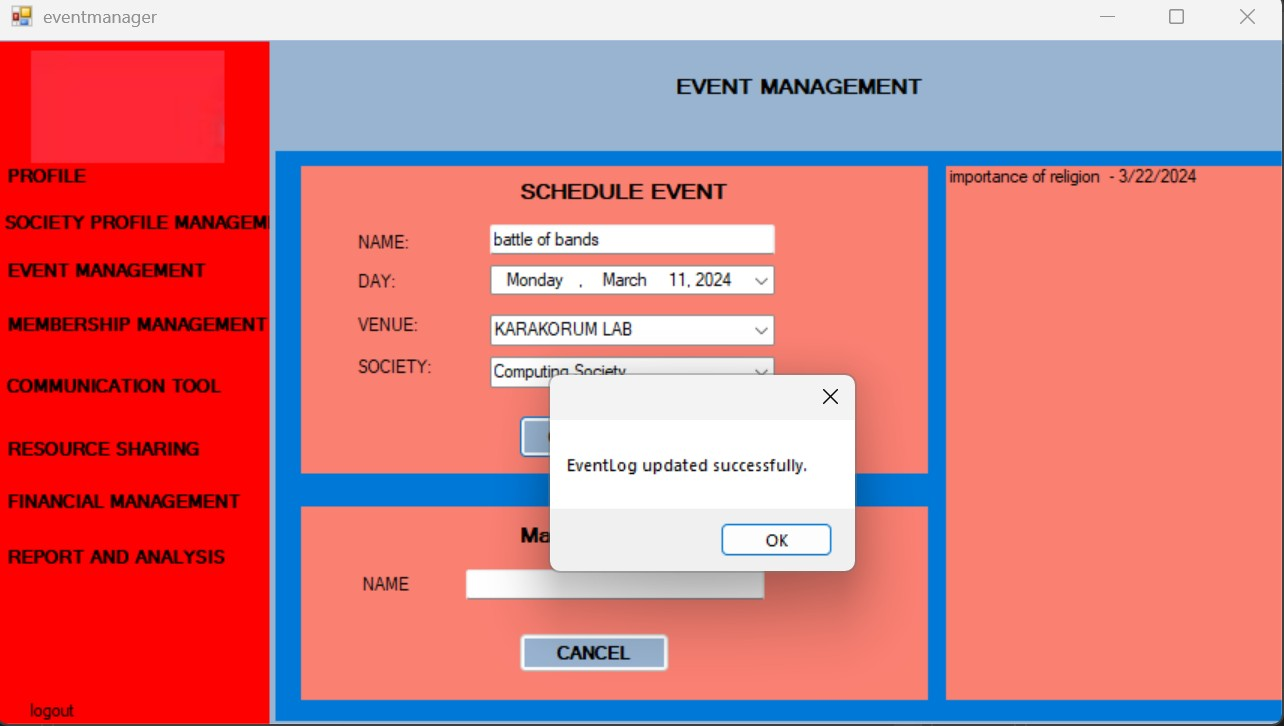 eventmanager
EVENT MANAGEMENT
PROFILE
SOCIETY PROFILE MANAGEM
EVENT MANAGEMENT
MEMBERSHIP MANAGEMENT
COMMUNICATION TOOL
RESOURCE SHARING
FINANCIAL MANAGEMENT
REPORT AND ANALYSIS
logout
SCHEDULE EVENT
NAME: battle of bands
DAY: Monday , March 11, 2024
VENUE: KARAKORUM LAB
SOCIETY: Computing Society
EventLog updated successfully.
OK
Ma
NAME
CANCEL
importance of religion - 3/22/2024